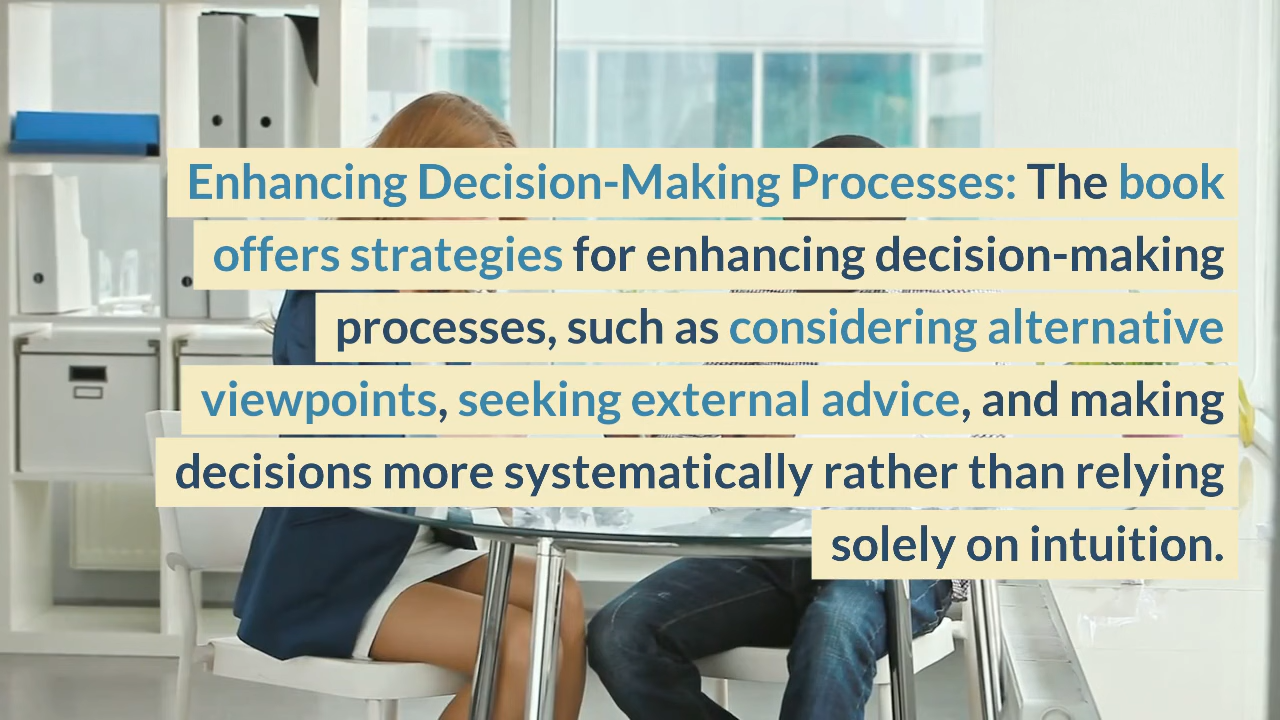 Enhancing Decision-Making Processes: The book
offers strategies for enhancing decision-making
processes, such as considering alternative
viewpoints, seeking external advice, and making
decisions more systematically rather than relying
solely on intuition.